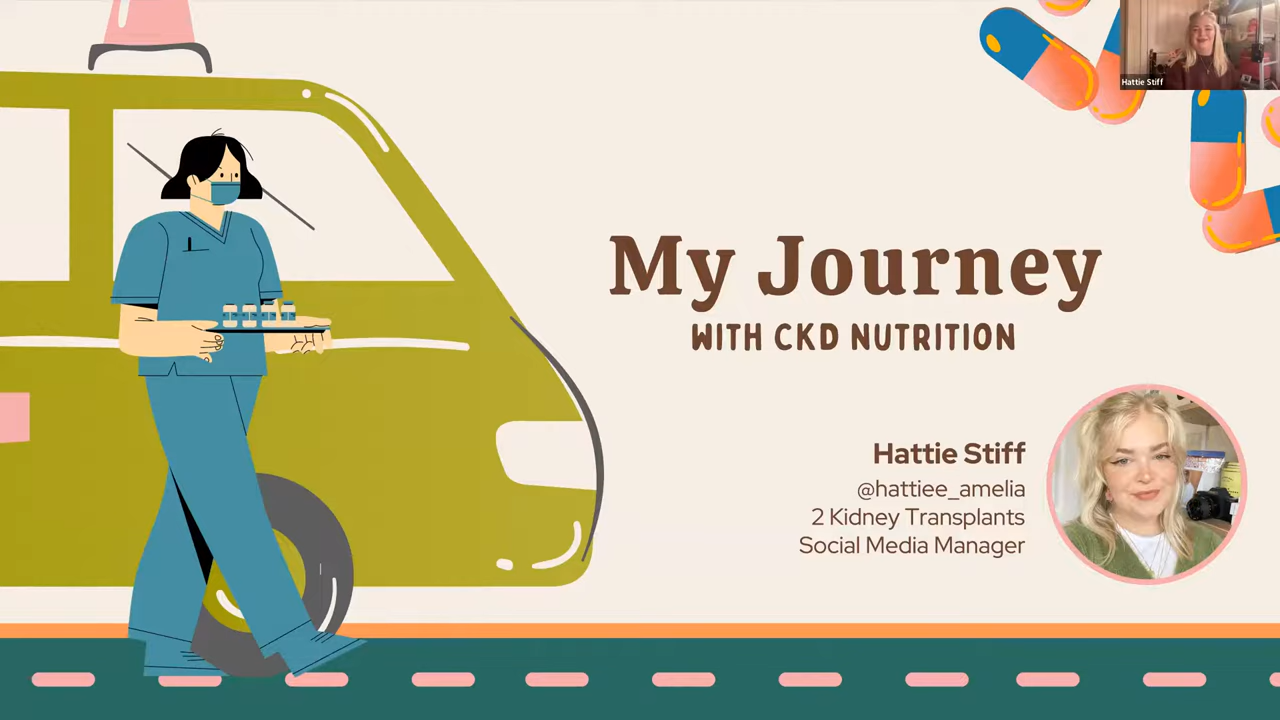 Hattie Stiff
My Journey
WITH CKD NUTRITION
Hattie Stiff
@hattiee_amelia
2 Kidney Transplants
Social Media Manager